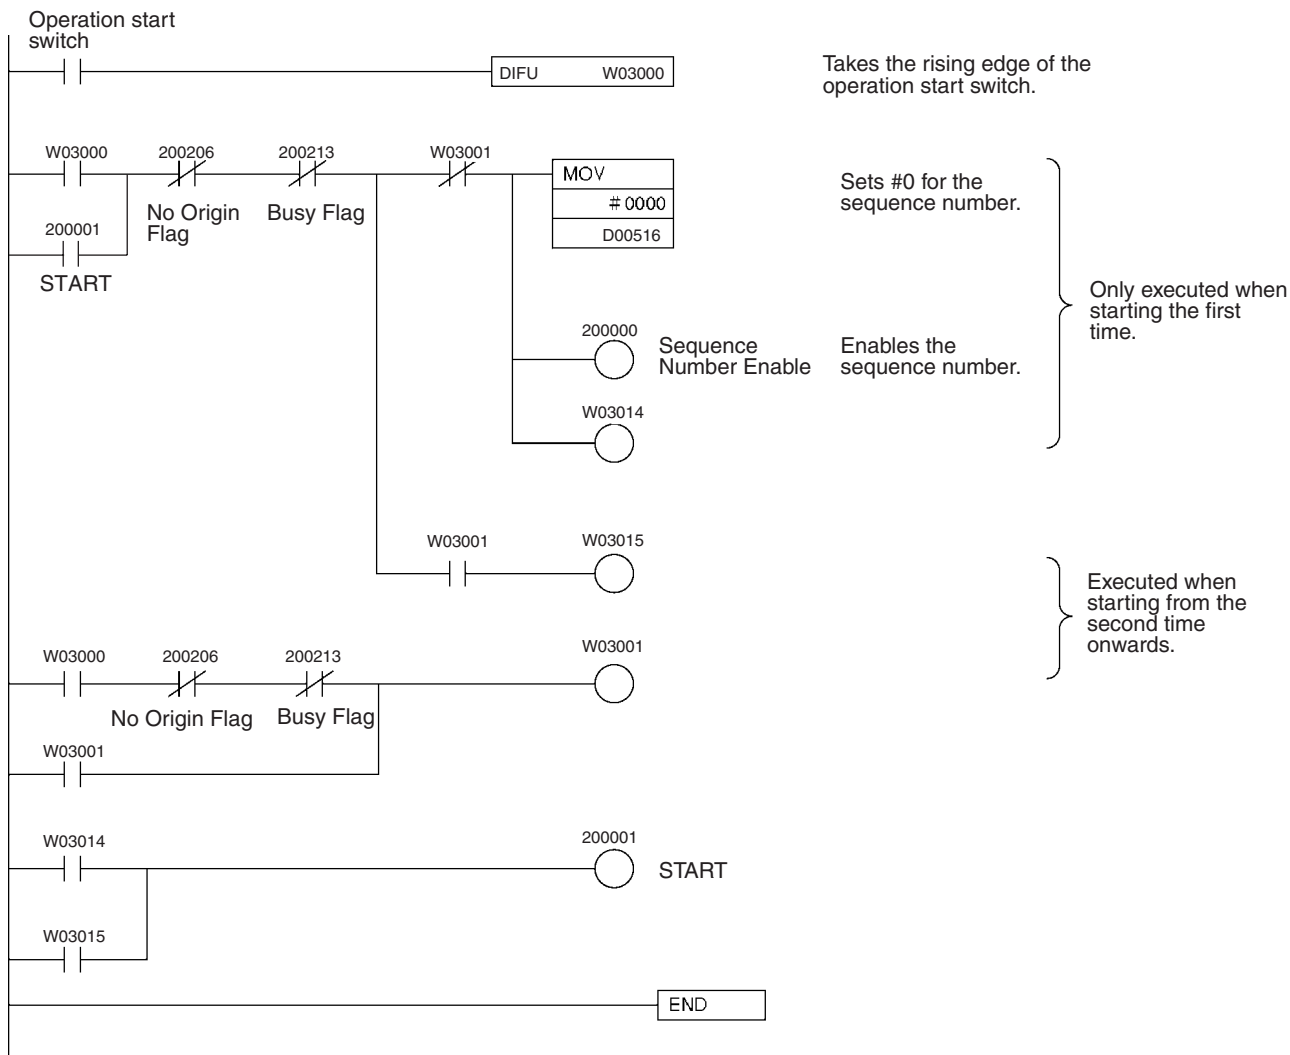 Operation start
switch
DIFU W03000
Takes the rising edge of the
operation start switch.
W03000 200206 200213 W03001
MOV
No Origin
Flag
Busy Flag
# 0000
D00516
Sets #0 for the
sequence number.
200001
START
Only executed when
starting the first
time.
200000
Sequence
Number Enable
Enables the
sequence number.
W03014
W03001 W03015
Executed when
starting from the
second time
onwards.
W03000 200206 200213 W03001
No Origin Flag Busy Flag
W03001
W03014 200001
START
W03015
END